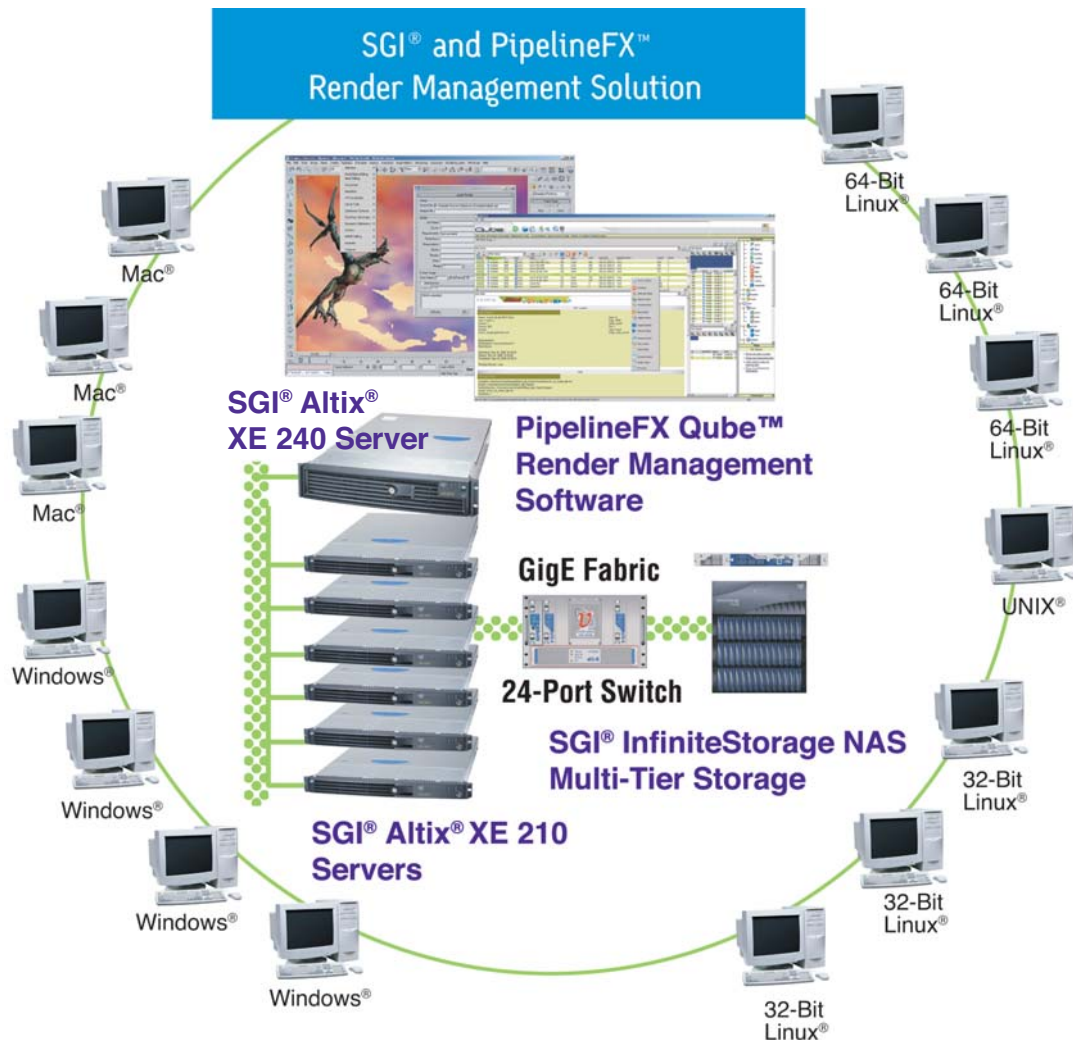 SGI® and PipelineFX™
Render Management Solution
Mac®
Mac®
Mac®
Windows®
Windows®
Windows®
Windows®
64-Bit
Linux®
64-Bit
Linux®
64-Bit
Linux®
UNIX®
32-Bit
Linux®
32-Bit
Linux®
32-Bit
Linux®
Qube
SGI® Altix®
XE 240 Server
PipelineFX Qube™
Render Management
Software
GigE Fabric
24-Port Switch
SGI® InfiniteStorage NAS
Multi-Tier Storage
SGI® Altix® XE 210
Servers